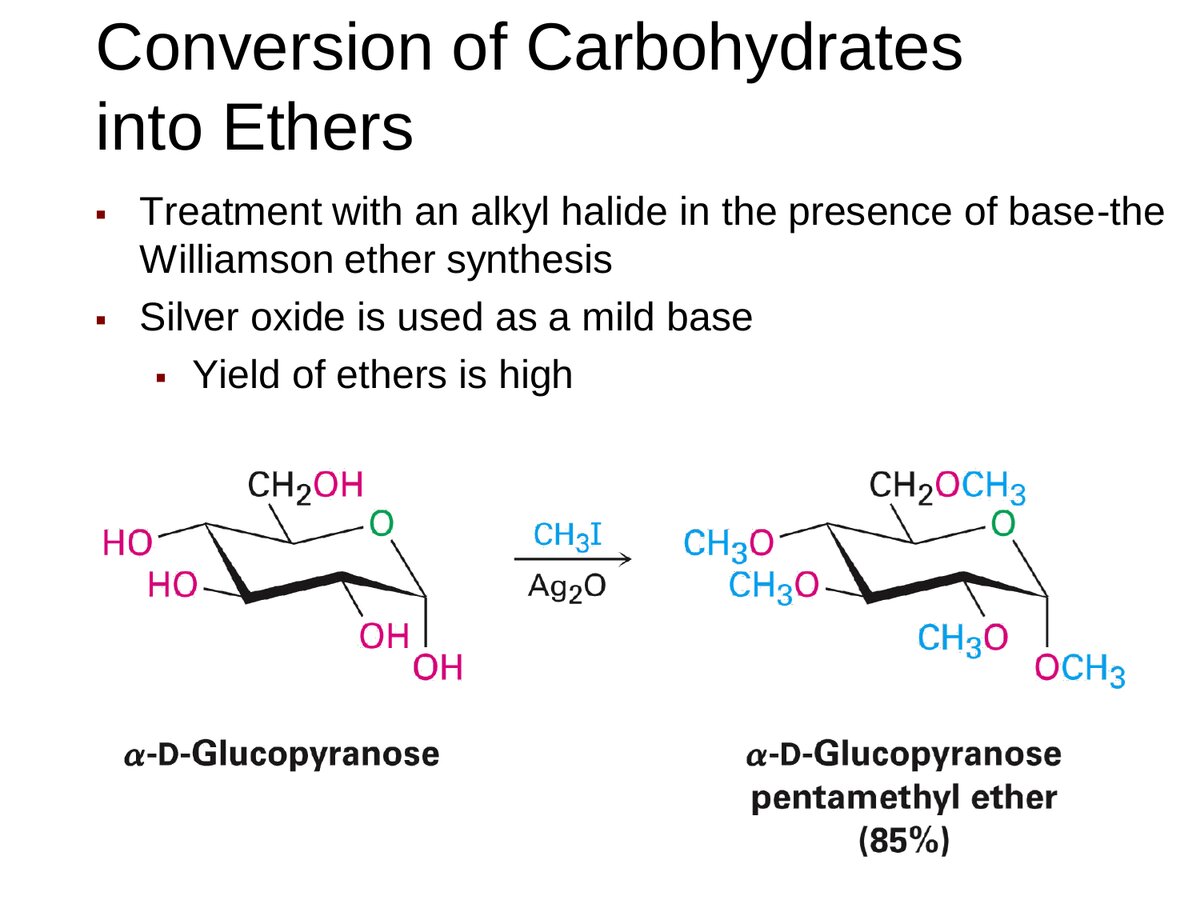 Conversion of Carbohydrates
into Ethers
▪ Treatment with an alkyl halide in the presence of base-the
Williamson ether synthesis
▪ Silver oxide is used as a mild base
▪ Yield of ethers is high
CH₂OH
O
HO
HO
OH
OH
CH₃I
Ag₂O
CH₂OCH₃
O
CH₃O
CH₃O
CH₃O
OCH₃
α-D-Glucopyranose
α-D-Glucopyranose
pentamethyl ether
(85%)